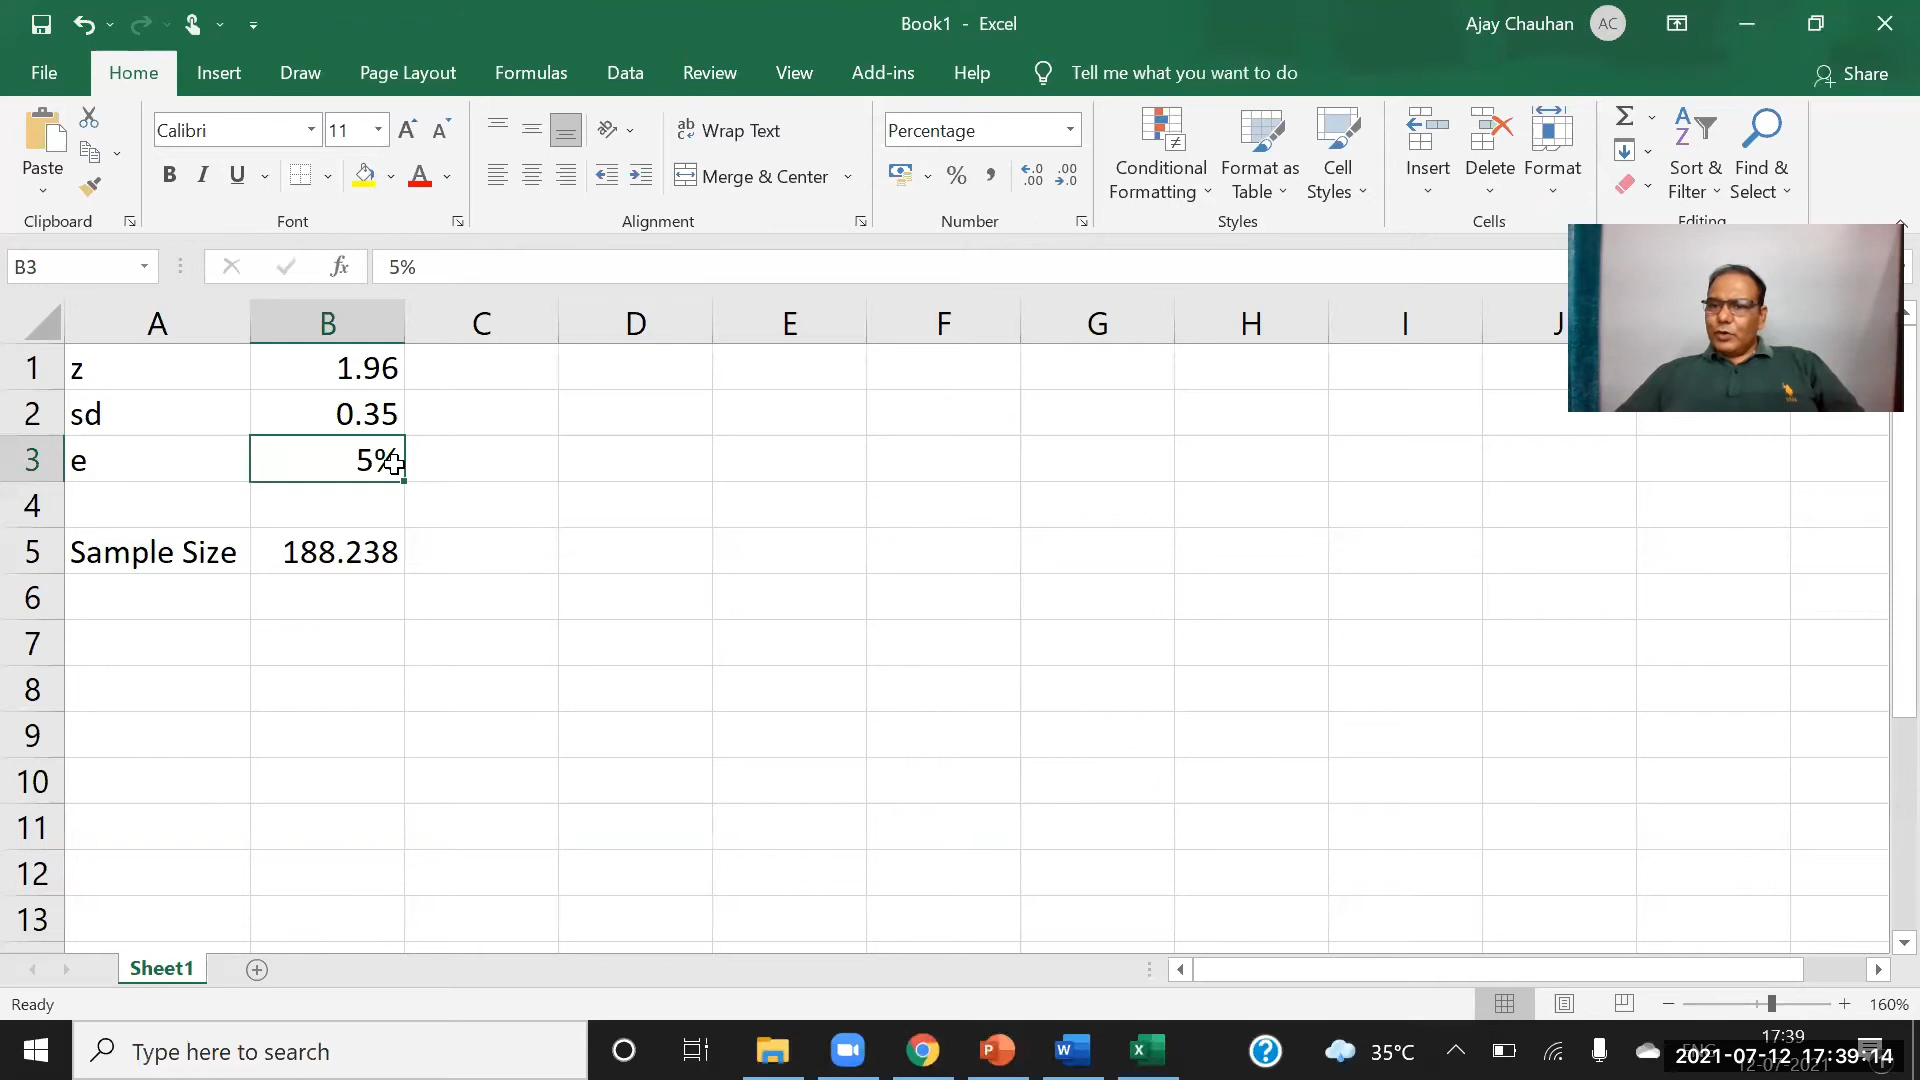 Book1 - Excel
Ajay Chauhan
AC
File
Home
Insert
Draw
Page Layout
Formulas
Data
Review
View
Add-ins
Help
Tell me what you want to do
Share
Paste
Clipboard
Calibri
11
B I U
Font
Wrap Text
Merge & Center
Alignment
Percentage
Number
Conditional
Formatting
Format as
Table
Cell
Styles
Styles
Insert
Delete
Format
Cells
Sort &
Filter
Find &
Select
Editing
B3
fx
5%
A B C D E F G H I J
1 z 1.96
2 sd 0.35
3 e 5%
4
5 Sample Size 188.238
6
7
8
9
10
11
12
13
Sheet1
Ready
160%
Type here to search
35°C
17:39
2021-07-12 17:39:14
12-07-2021